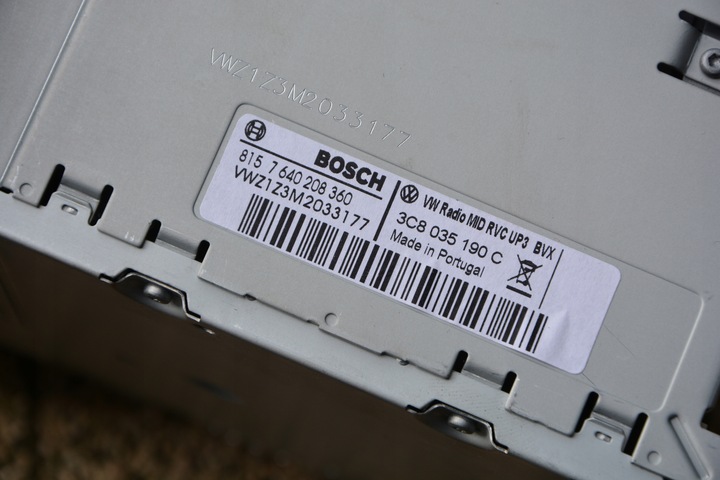 VWZ1Z3M2033177
BOSCH
815 7 640 208 360
VWZ1Z3M2033177
VW Radio MID RVC UP3 BVX
3C8 035 190 C
Made in Portugal